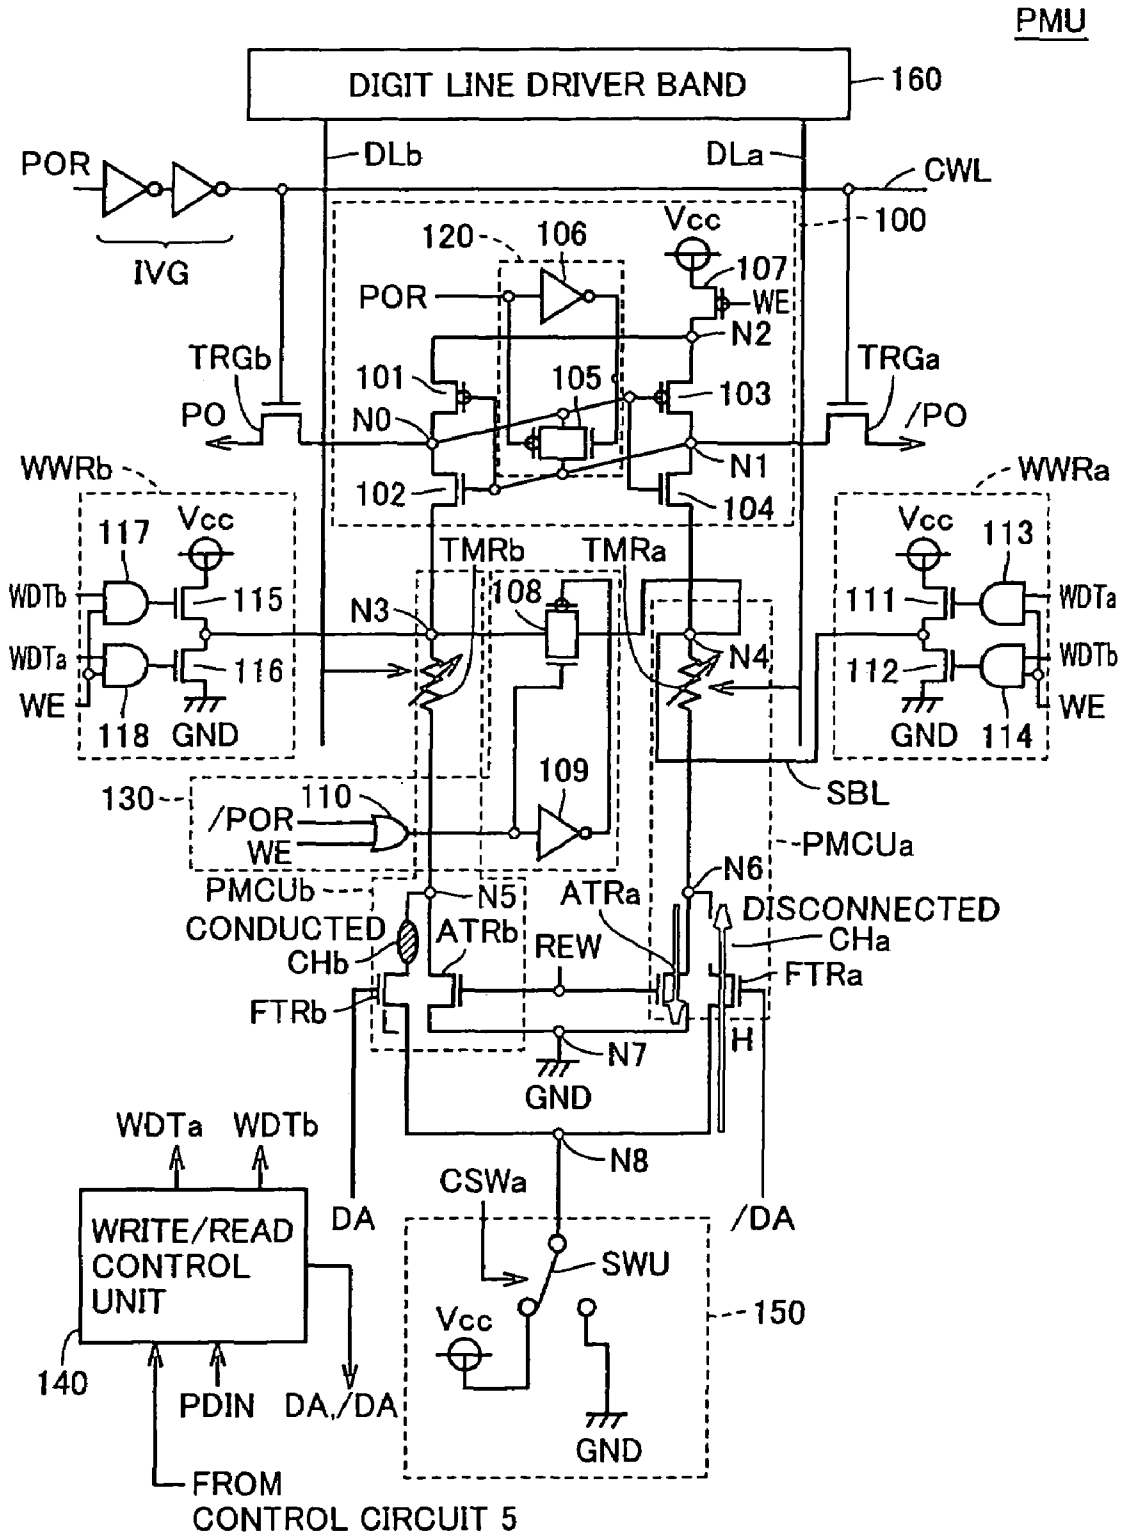 PMU
DIGIT LINE DRIVER BAND
160
DLb
DLa
POR
CWL
IVG
Vcc
100
120
106
107
POR
WE
N2
TRGb
TRGa
101
105
103
PO
N0
/PO
N1
WWRb
WWRa
102
104
117
Vcc
Vcc
113
TMRb
TMRa
108
WDTb
115
N3
111
WDTa
WDTa
116
N4
112
WDTb
WE
WE
118
GND
GND
114
109
130
110
SBL
/POR
WE
PMCUa
PMCUb
N5
N6
ATRa
CONDUCTED
DISCONNECTED
CHb
ATRb
REW
CHa
FTRa
FTRb
N7
H
GND
WDTa
WDTb
N8
CSWa
DA
/DA
WRITE/READ
CONTROL
UNIT
SWU
150
Vcc
140
PDIN
DA,/DA
GND
FROM
CONTROL CIRCUIT 5